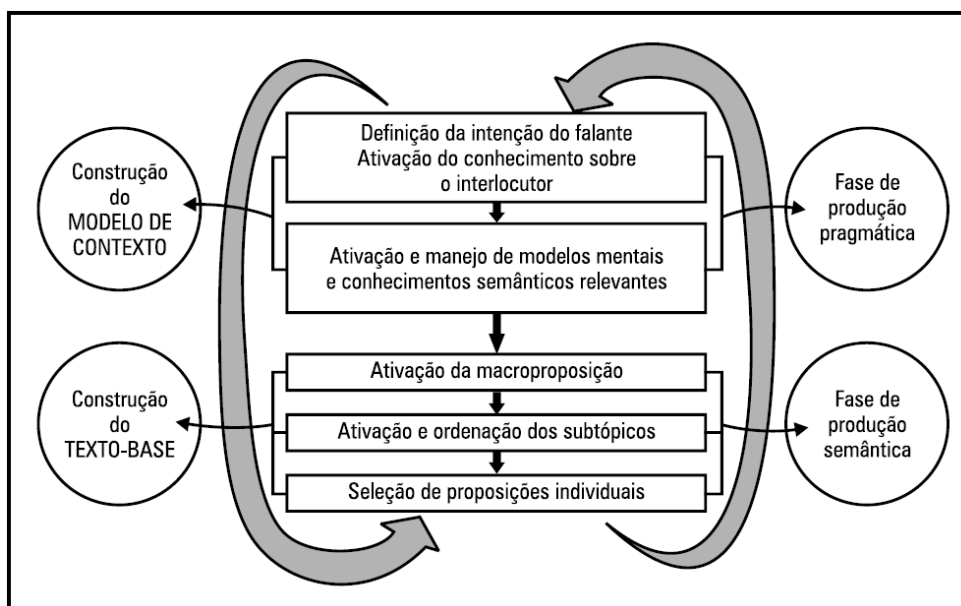 Definição da intenção do falante
Ativação do conhecimento sobre
o interlocutor
Construção
do
MODELO DE
CONTEXTO
Fase de
produção
pragmática
Ativação e manejo de modelos mentais
e conhecimentos semânticos relevantes
Ativação da macroproposição
Construção
do
TEXTO-BASE
Ativação e ordenação dos subtópicos
Fase de
produção
semântica
Seleção de proposições individuais